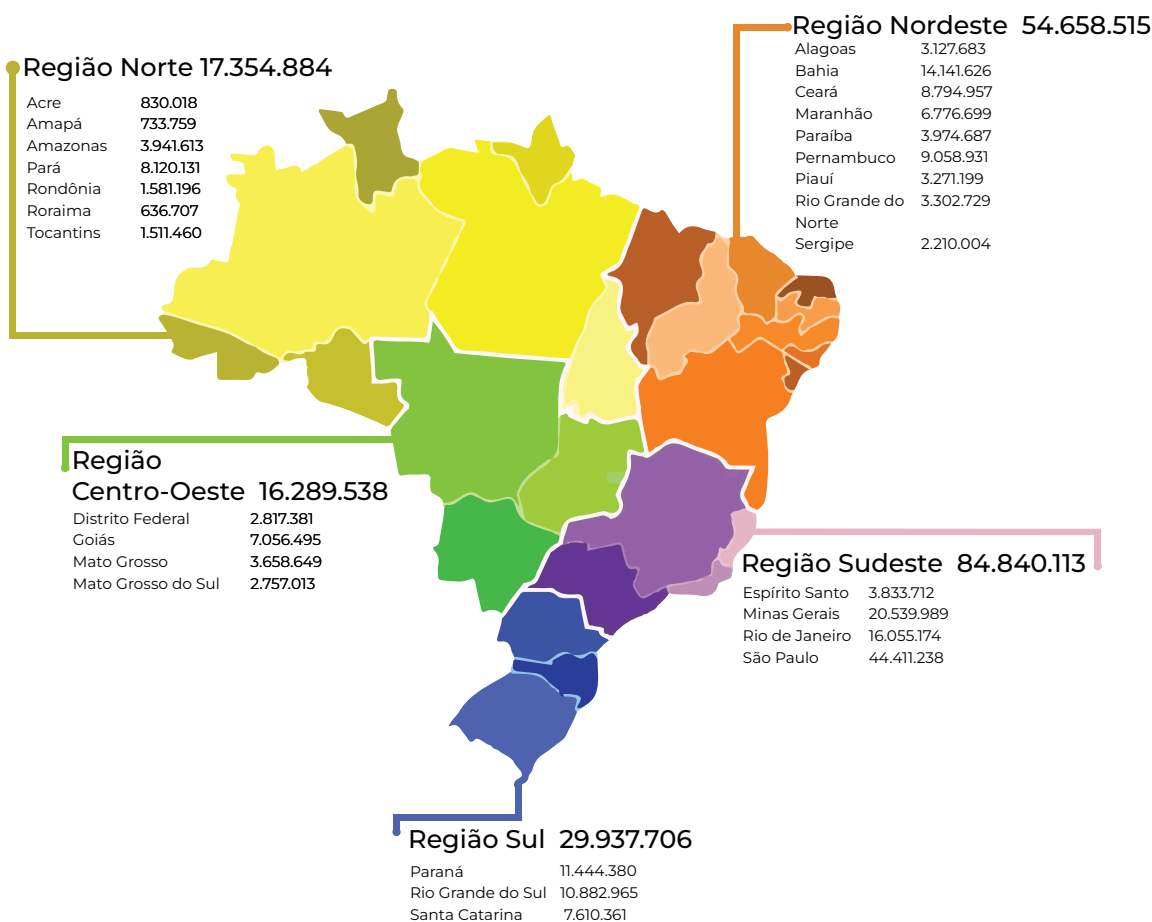 Região Norte 17.354.884
Acre 830.018
Amapá 733.759
Amazonas 3.941.613
Pará 8.120.131
Rondônia 1.581.196
Roraima 636.707
Tocantins 1.511.460
Região Nordeste 54.658.515
Alagoas 3.127.683
Bahia 14.141.626
Ceará 8.794.957
Maranhão 6.776.699
Paraíba 3.974.687
Pernambuco 9.058.931
Piauí 3.271.199
Rio Grande do 3.302.729
Norte
Sergipe 2.210.004
Região
Centro-Oeste 16.289.538
Distrito Federal 2.817.381
Goiás 7.056.495
Mato Grosso 3.658.649
Mato Grosso do Sul 2.757.013
Região Sudeste 84.840.113
Espírito Santo 3.833.712
Minas Gerais 20.539.989
Rio de Janeiro 16.055.174
São Paulo 44.411.238
Região Sul 29.937.706
Paraná 11.444.380
Rio Grande do Sul 10.882.965
Santa Catarina 7.610.361